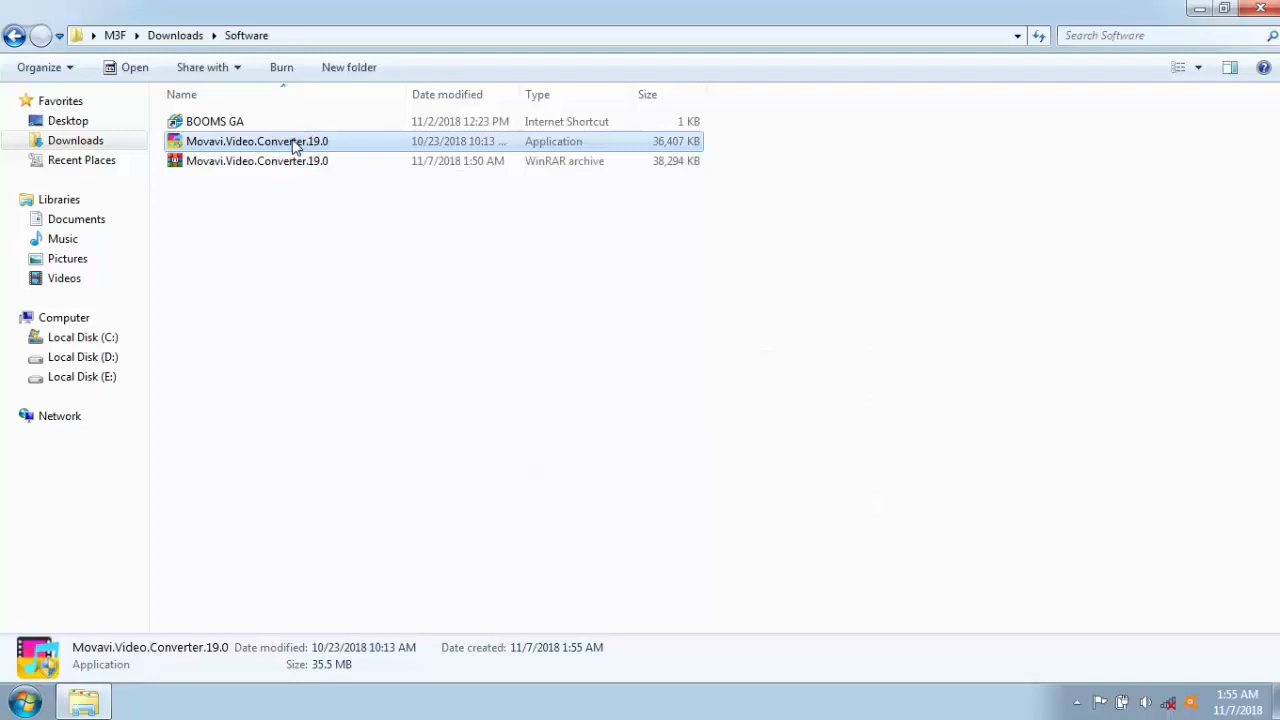 M3F Downloads Software
Search Software
Organize Open Share with Burn New folder
Name Date modified Type Size
Favorites
Desktop
Downloads
Recent Places
Libraries
Documents
Music
Pictures
Videos
Computer
Local Disk (C:)
Local Disk (D:)
Local Disk (E:)
Network
BOOMS GA 11/2/2018 12:23 PM Internet Shortcut 1 KB
Movavi.Video.Converter.19.0 10/23/2018 10:13 ... Application 36,407 KB
Movavi.Video.Converter.19.0 11/7/2018 1:50 AM WinRAR archive 38,294 KB
Movavi.Video.Converter.19.0 Date modified: 10/23/2018 10:13 AM Date created: 11/7/2018 1:55 AM
Application Size: 35.5 MB
1:55 AM
11/7/2018